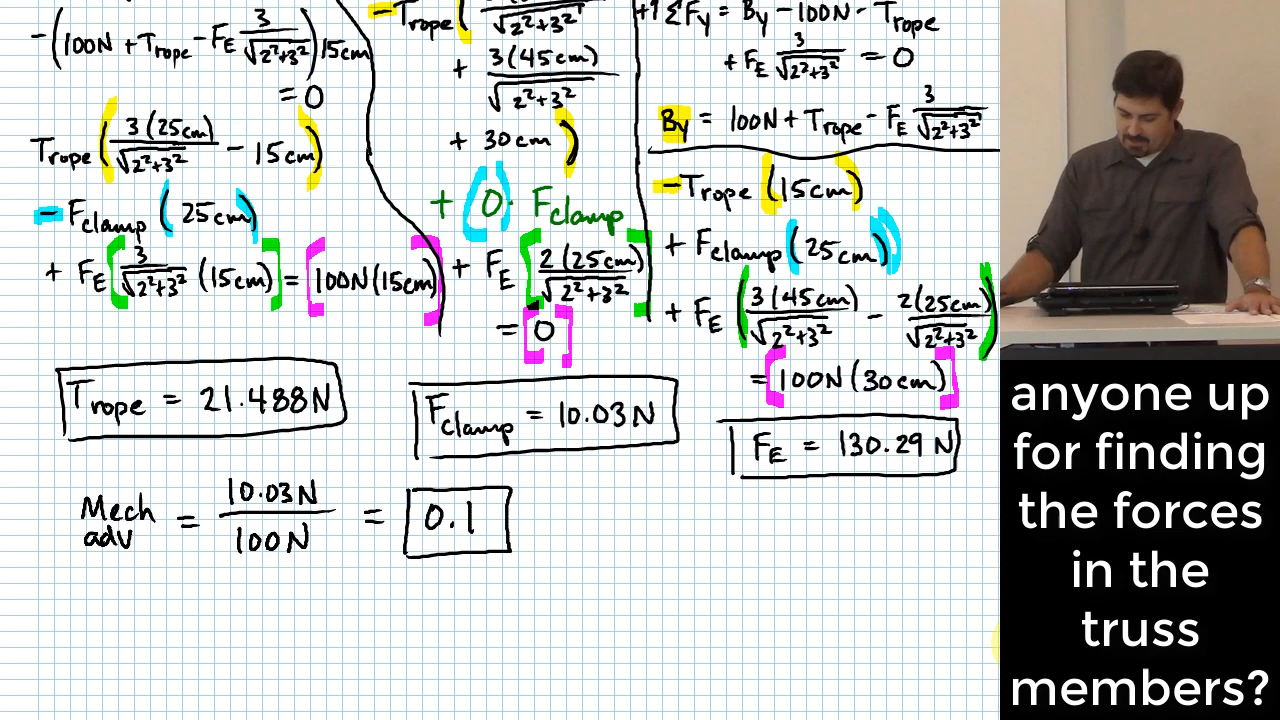 -(100N + Trope - FE 3/√2²+3²)15cm
= 0
Trope (3(25cm)/√2²+3² - 15cm)
- Fclamp (25cm)
+ FE [3/√2²+3² (15cm)] = [100N(15cm)]
Trope = 21.488N
Mech adv = 10.03N/100N = 0.1
-Trope (
√2²+3²
+ 3(45cm)/√2²+3²
+ 30cm)
+ (0) · Fclamp
+ FE [2(25cm)/√2²+3²]
= [0]
Fclamp = 10.03N
+↑ΣFy = By - 100N - Trope
+ FE 3/√2²+3² = 0
By = 100N + Trope - FE 3/√2²+3²
-Trope (15cm)
+ Fclamp (25cm)
+ FE (3(45cm)/√2²+3² - 2(25cm)/√2²+3²)
= [100N(30cm)]
FE = 130.29 N
anyone up
for finding
the forces
in the
truss
members?